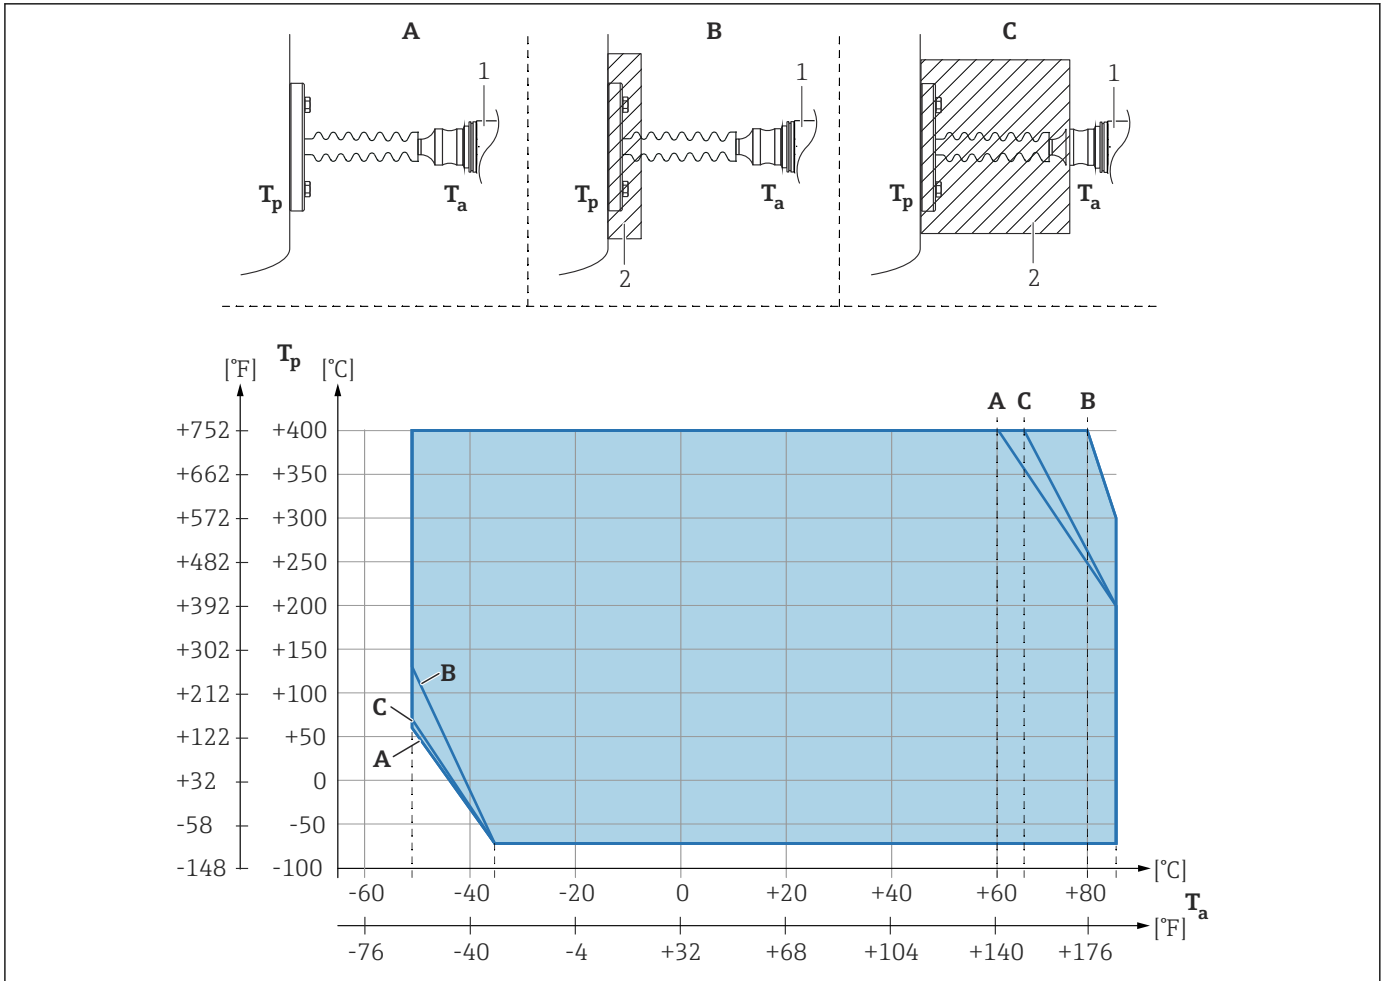 A B C
1 1 1
Tp Ta Tp Ta Tp Ta
2 2
Tp
[°F] [°C]
A C B
+752 +400
+662 +350
+572 +300
+482 +250
+392 +200
+302 +150
+212 +100
B
C
+122 +50
A
+32 0
-58 -50
-148 -100
[°C]
-60 -40 -20 0 +20 +40 +60 +80
Ta
[°F]
-76 -40 -4 +32 +68 +104 +140 +176